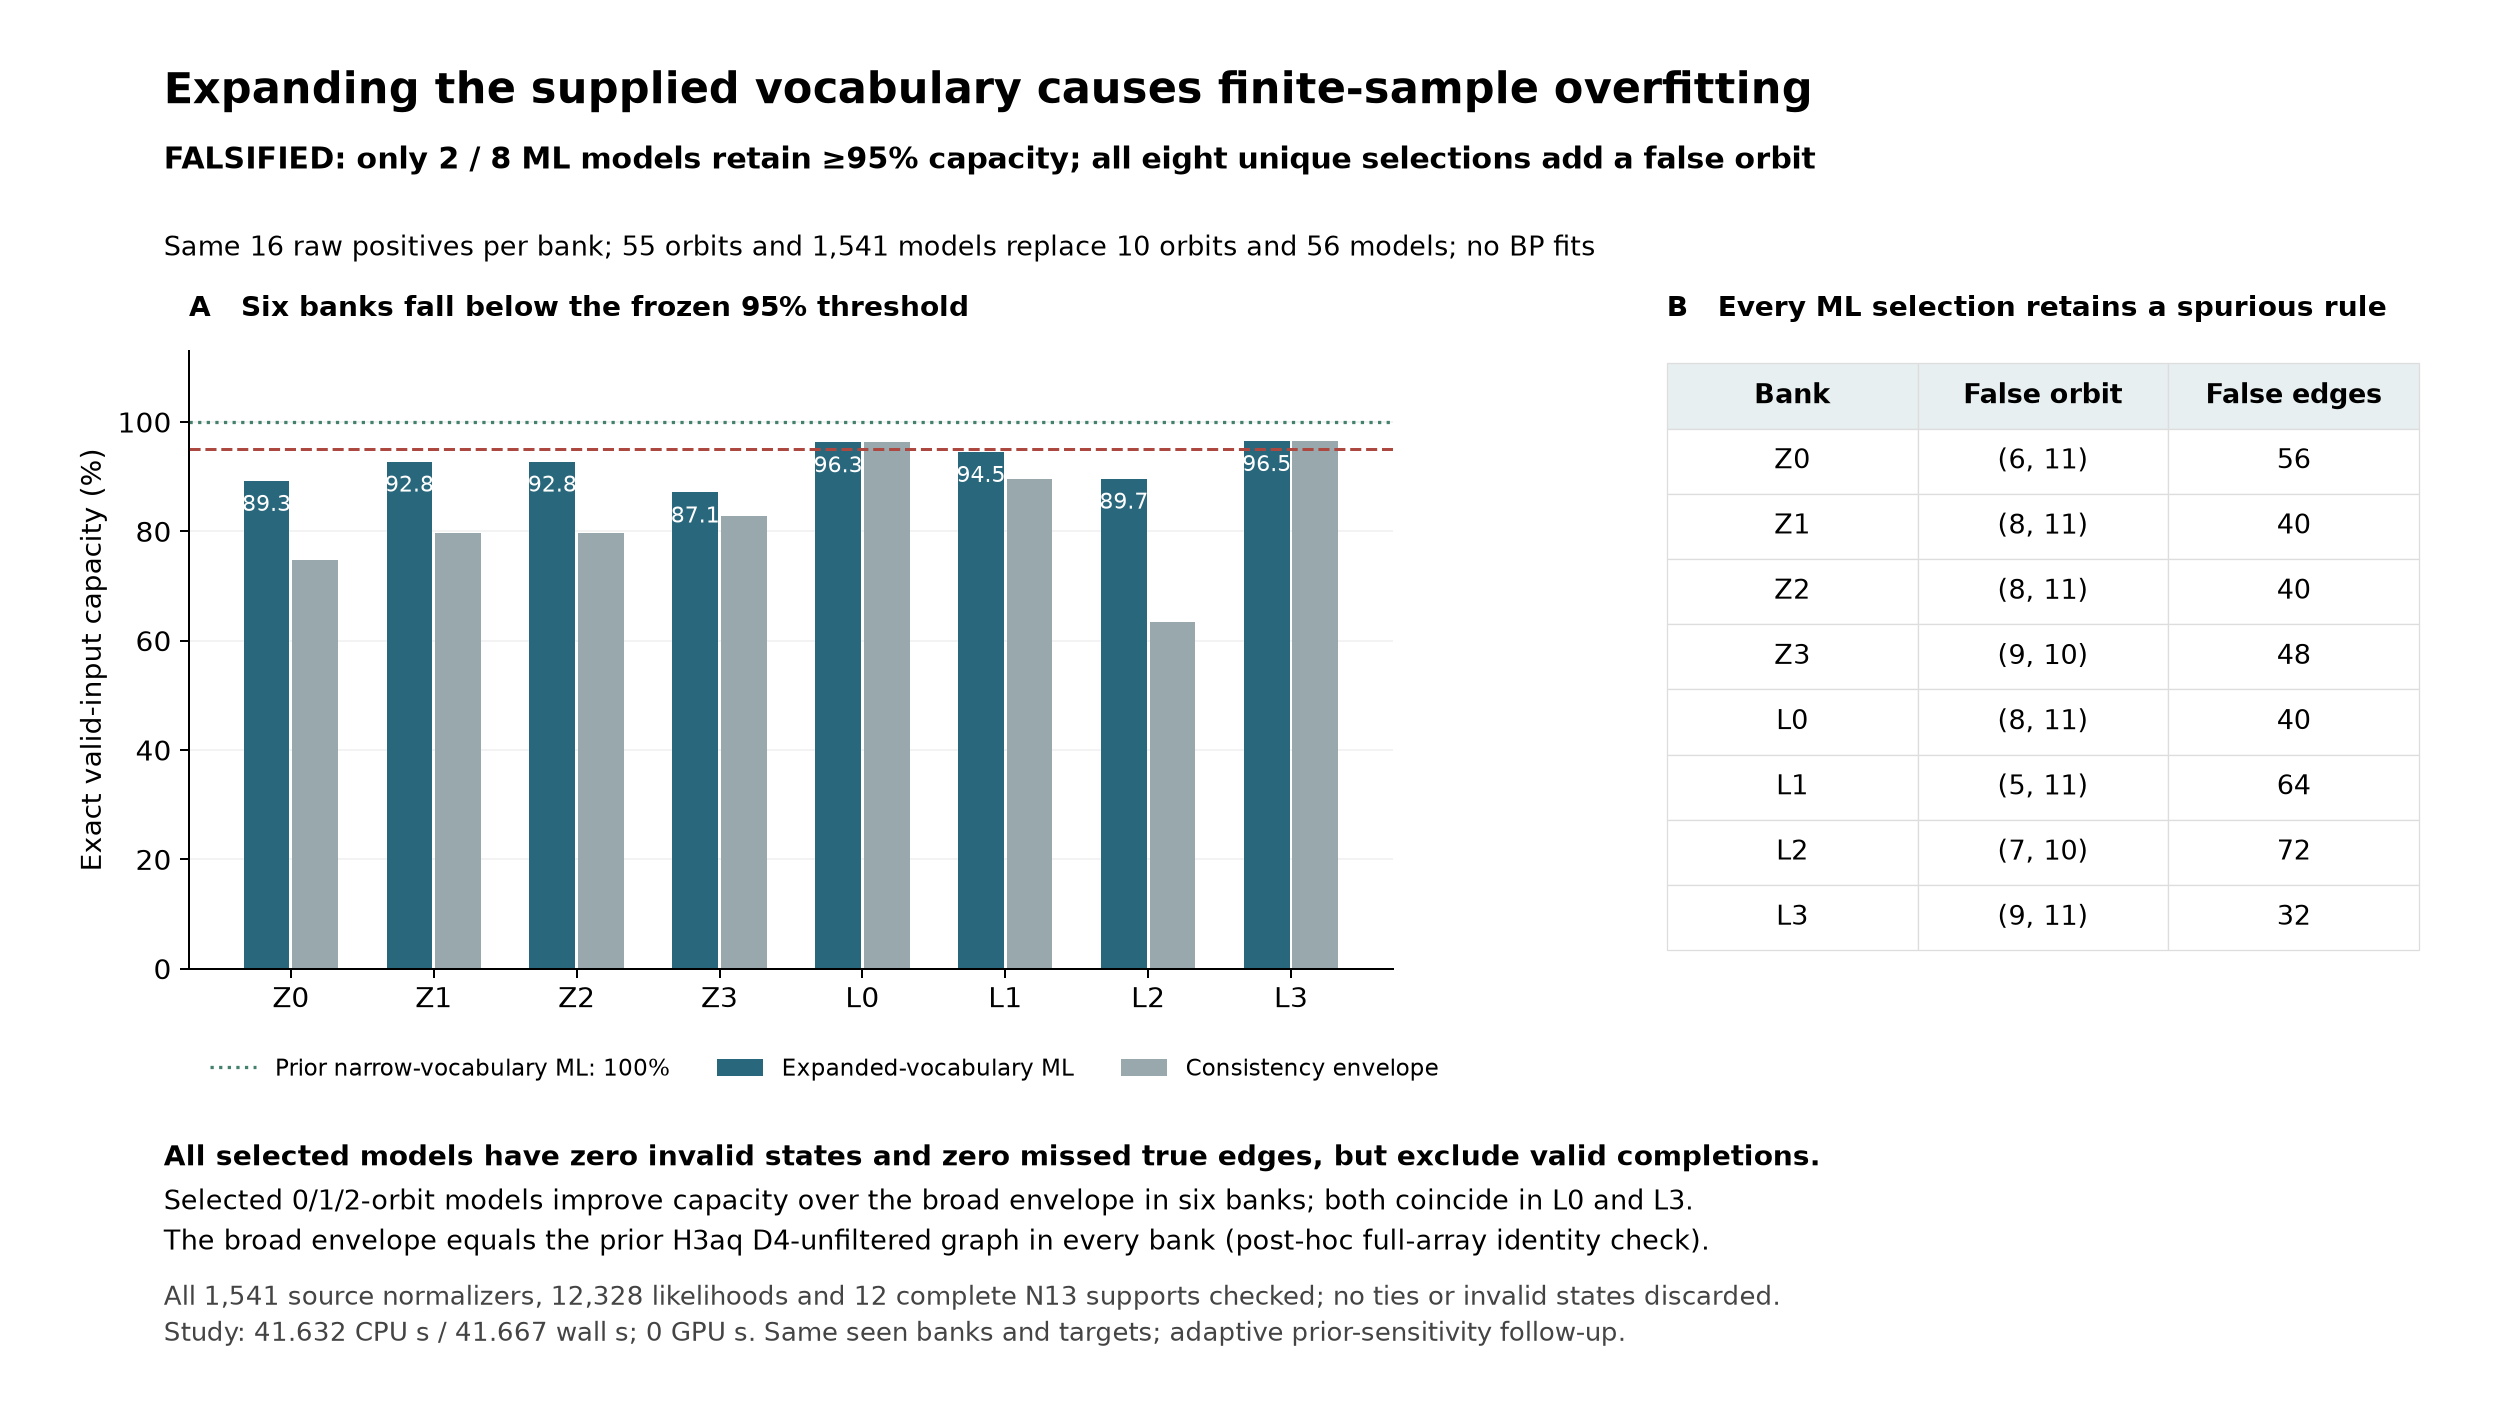 Expanding the supplied vocabulary causes finite-sample overfitting
FALSIFIED: only 2 / 8 ML models retain ≥95% capacity; all eight unique selections add a false orbit
Same 16 raw positives per bank; 55 orbits and 1,541 models replace 10 orbits and 56 models; no BP fits
A Six banks fall below the frozen 95% threshold
Exact valid-input capacity (%)
100
80
60
40
20
0
89.3
92.8
92.8
87.1
96.3
94.5
89.7
96.5
Z0 Z1 Z2 Z3 L0 L1 L2 L3
Prior narrow-vocabulary ML: 100% Expanded-vocabulary ML Consistency envelope
B Every ML selection retains a spurious rule
Bank False orbit False edges
Z0 (6, 11) 56
Z1 (8, 11) 40
Z2 (8, 11) 40
Z3 (9, 10) 48
L0 (8, 11) 40
L1 (5, 11) 64
L2 (7, 10) 72
L3 (9, 11) 32
All selected models have zero invalid states and zero missed true edges, but exclude valid completions.
Selected 0/1/2-orbit models improve capacity over the broad envelope in six banks; both coincide in L0 and L3.
The broad envelope equals the prior H3aq D4-unfiltered graph in every bank (post-hoc full-array identity check).
All 1,541 source normalizers, 12,328 likelihoods and 12 complete N13 supports checked; no ties or invalid states discarded.
Study: 41.632 CPU s / 41.667 wall s; 0 GPU s. Same seen banks and targets; adaptive prior-sensitivity follow-up.